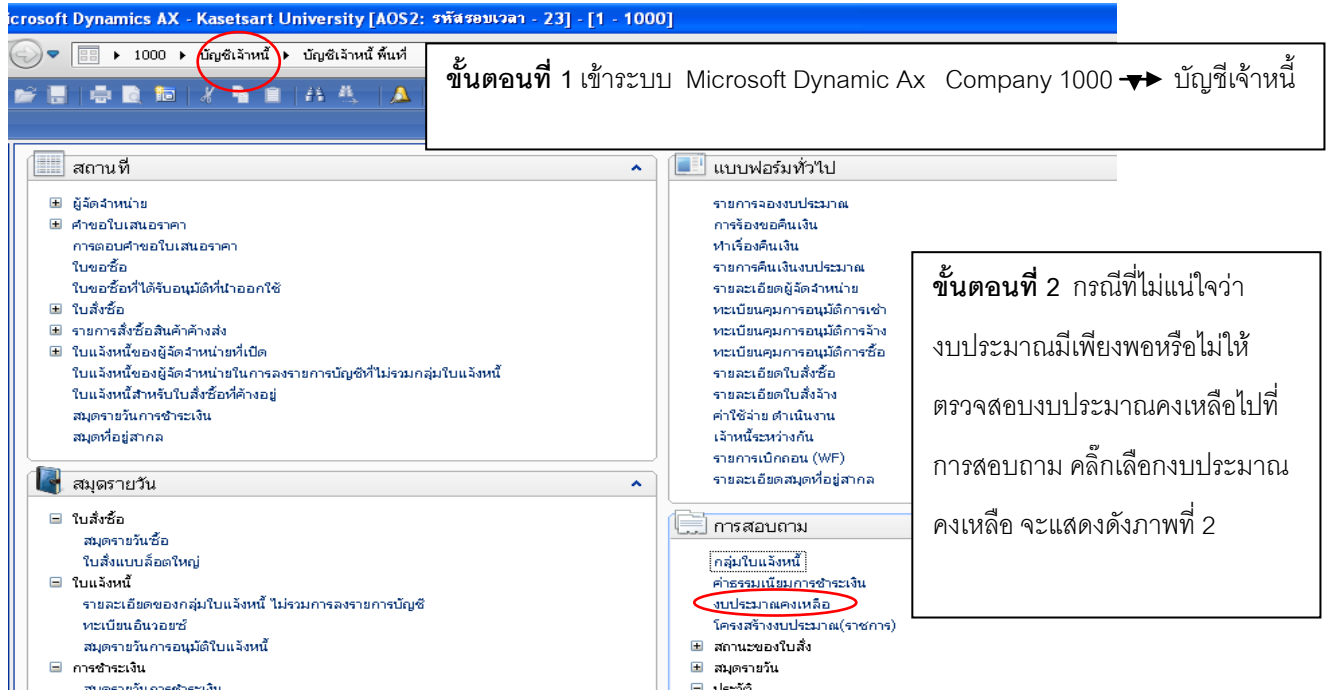 icrosoft Dynamics AX - Kasetsart University [AOS2: รหัสรอบเวลา - 23] - [1 - 1000]
1000 บัญชีเจ้าหนี้ บัญชีเจ้าหนี้ พื้นที่
ขั้นตอนที่ 1 เข้าระบบ Microsoft Dynamic Ax Company 1000 บัญชีเจ้าหนี้
สถานที่
ผู้จัดจำหน่าย
คำขอใบเสนอราคา
การตอบคำขอใบเสนอราคา
ใบขอซื้อ
ใบขอซื้อที่ได้รับอนุมัติที่นำออกใช้
ใบสั่งซื้อ
รายการสั่งซื้อสินค้าค้างส่ง
ใบแจ้งหนี้ของผู้จัดจำหน่ายที่เปิด
ใบแจ้งหนี้ของผู้จัดจำหน่ายในการลงรายการบัญชีที่ไม่รวมกลุ่มใบแจ้งหนี้
ใบแจ้งหนี้สำหรับใบสั่งซื้อที่ค้างอยู่
สมุดรายวันการชำระเงิน
สมุดที่อยู่สากล
สมุดรายวัน
ใบสั่งซื้อ
สมุดรายวันซื้อ
ใบสั่งแบบล็อตใหญ่
ใบแจ้งหนี้
รายละเอียดของกลุ่มใบแจ้งหนี้ ไม่รวมการลงรายการบัญชี
ทะเบียนอินวอยซ์
สมุดรายวันการอนุมัติใบแจ้งหนี้
การชำระเงิน
สมุดรายวันการชำระเงิน
แบบฟอร์มทั่วไป
รายการจองงบประมาณ
การร้องขอคืนเงิน
ทำเรื่องคืนเงิน
รายการคืนเงินงบประมาณ
รายละเอียดผู้จัดจำหน่าย
ทะเบียนคุมการอนุมัติการเช่า
ทะเบียนคุมการอนุมัติการจ้าง
ทะเบียนคุมการอนุมัติการซื้อ
รายละเอียดใบสั่งซื้อ
รายละเอียดใบสั่งจ้าง
ค่าใช้จ่าย ดำเนินงาน
เจ้าหนี้ระหว่างกัน
รายการเบิกถอน (WF)
รายละเอียดสมุดที่อยู่สากล
การสอบถาม
กลุ่มใบแจ้งหนี้
ค่าธรรมเนียมการชำระเงิน
งบประมาณคงเหลือ
โครงสร้างงบประมาณ(ราชการ)
สถานะของใบสั่ง
สมุดรายวัน
ประวัติ
ขั้นตอนที่ 2 กรณีที่ไม่แน่ใจว่า
งบประมาณมีเพียงพอหรือไม่ให้
ตรวจสอบงบประมาณคงเหลือไปที่
การสอบถาม คลิ๊กเลือกงบประมาณ
คงเหลือ จะแสดงดังภาพที่ 2